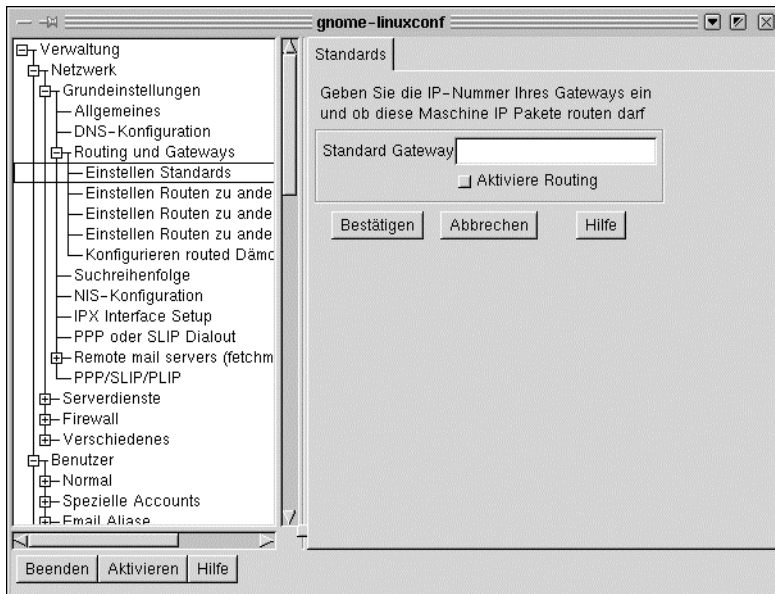 gnome-linuxconf
Verwaltung
Netzwerk
Grundeinstellungen
Allgemeines
DNS-Konfiguration
Routing und Gateways
Einstellen Standards
Einstellen Routen zu ande
Einstellen Routen zu ande
Einstellen Routen zu ande
Konfigurieren routed Dämo
Suchreihenfolge
NIS-Konfiguration
IPX Interface Setup
PPP oder SLIP Dialout
Remote mail servers (fetchm
PPP/SLIP/PLIP
Serverdienste
Firewall
Verschiedenes
Benutzer
Normal
Spezielle Accounts
Email Aliase
Standards
Geben Sie die IP-Nummer Ihres Gateways ein
und ob diese Maschine IP Pakete routen darf
Standard Gateway
Aktiviere Routing
Bestätigen Abbrechen Hilfe
Beenden Aktivieren Hilfe